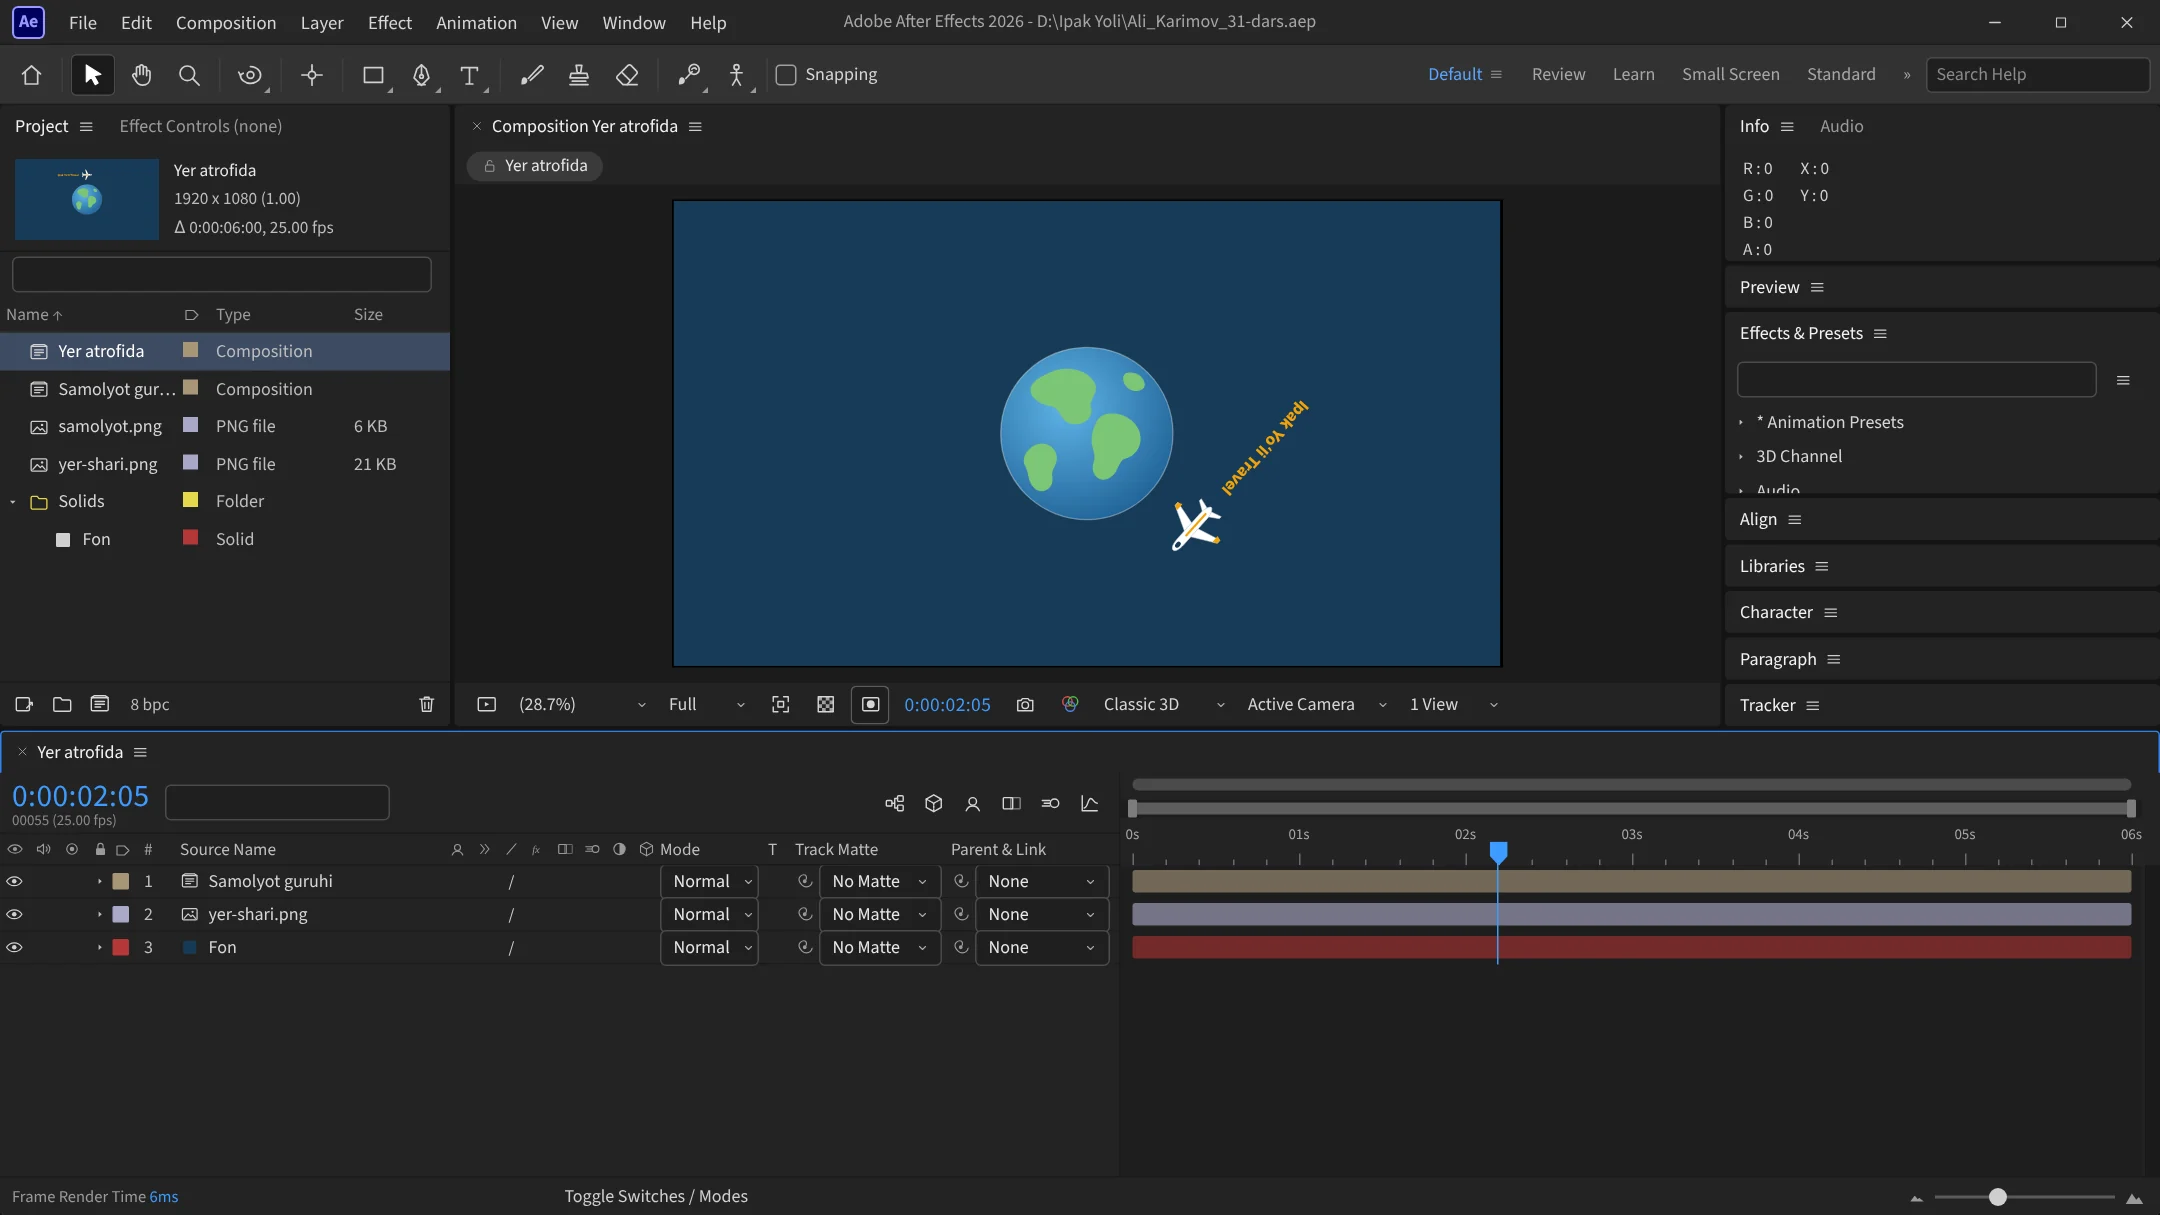 Ae File Edit Composition Layer Effect Animation View Window Help Adobe After Effects 2026 - D:\Ipak Yoli\Ali_Karimov_31-dars.aep
Snapping Default Review Learn Small Screen Standard » Search Help
Project Effect Controls (none)
Yer atrofida
1920 x 1080 (1.00)
Δ 0:00:06:00, 25.00 fps
Name Type Size
Yer atrofida Composition
Samolyot gur... Composition
samolyot.png PNG file 6 KB
yer-shari.png PNG file 21 KB
Solids Folder
Fon Solid
8 bpc
Composition Yer atrofida
Yer atrofida
Ipak Yo'li Travel
(28.7%) Full 0:00:02:05 Classic 3D Active Camera 1 View
Info Audio
R : 0 X : 0
G : 0 Y : 0
B : 0
A : 0
Preview
Effects & Presets
* Animation Presets
3D Channel
Audio
Align
Libraries
Character
Paragraph
Tracker
Yer atrofida
0:00:02:05
00055 (25.00 fps)
0s 01s 02s 03s 04s 05s 06s
# Source Name fx Mode T Track Matte Parent & Link
1 Samolyot guruhi Normal No Matte None
2 yer-shari.png Normal No Matte None
3 Fon Normal No Matte None
Frame Render Time 6ms Toggle Switches / Modes